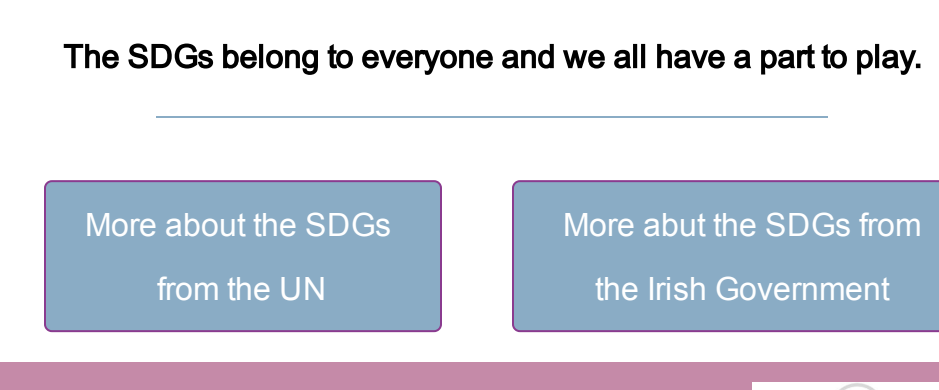 The SDGs belong to everyone and we all have a part to play.
More about the SDGs
from the UN
More abut the SDGs from
the Irish Government